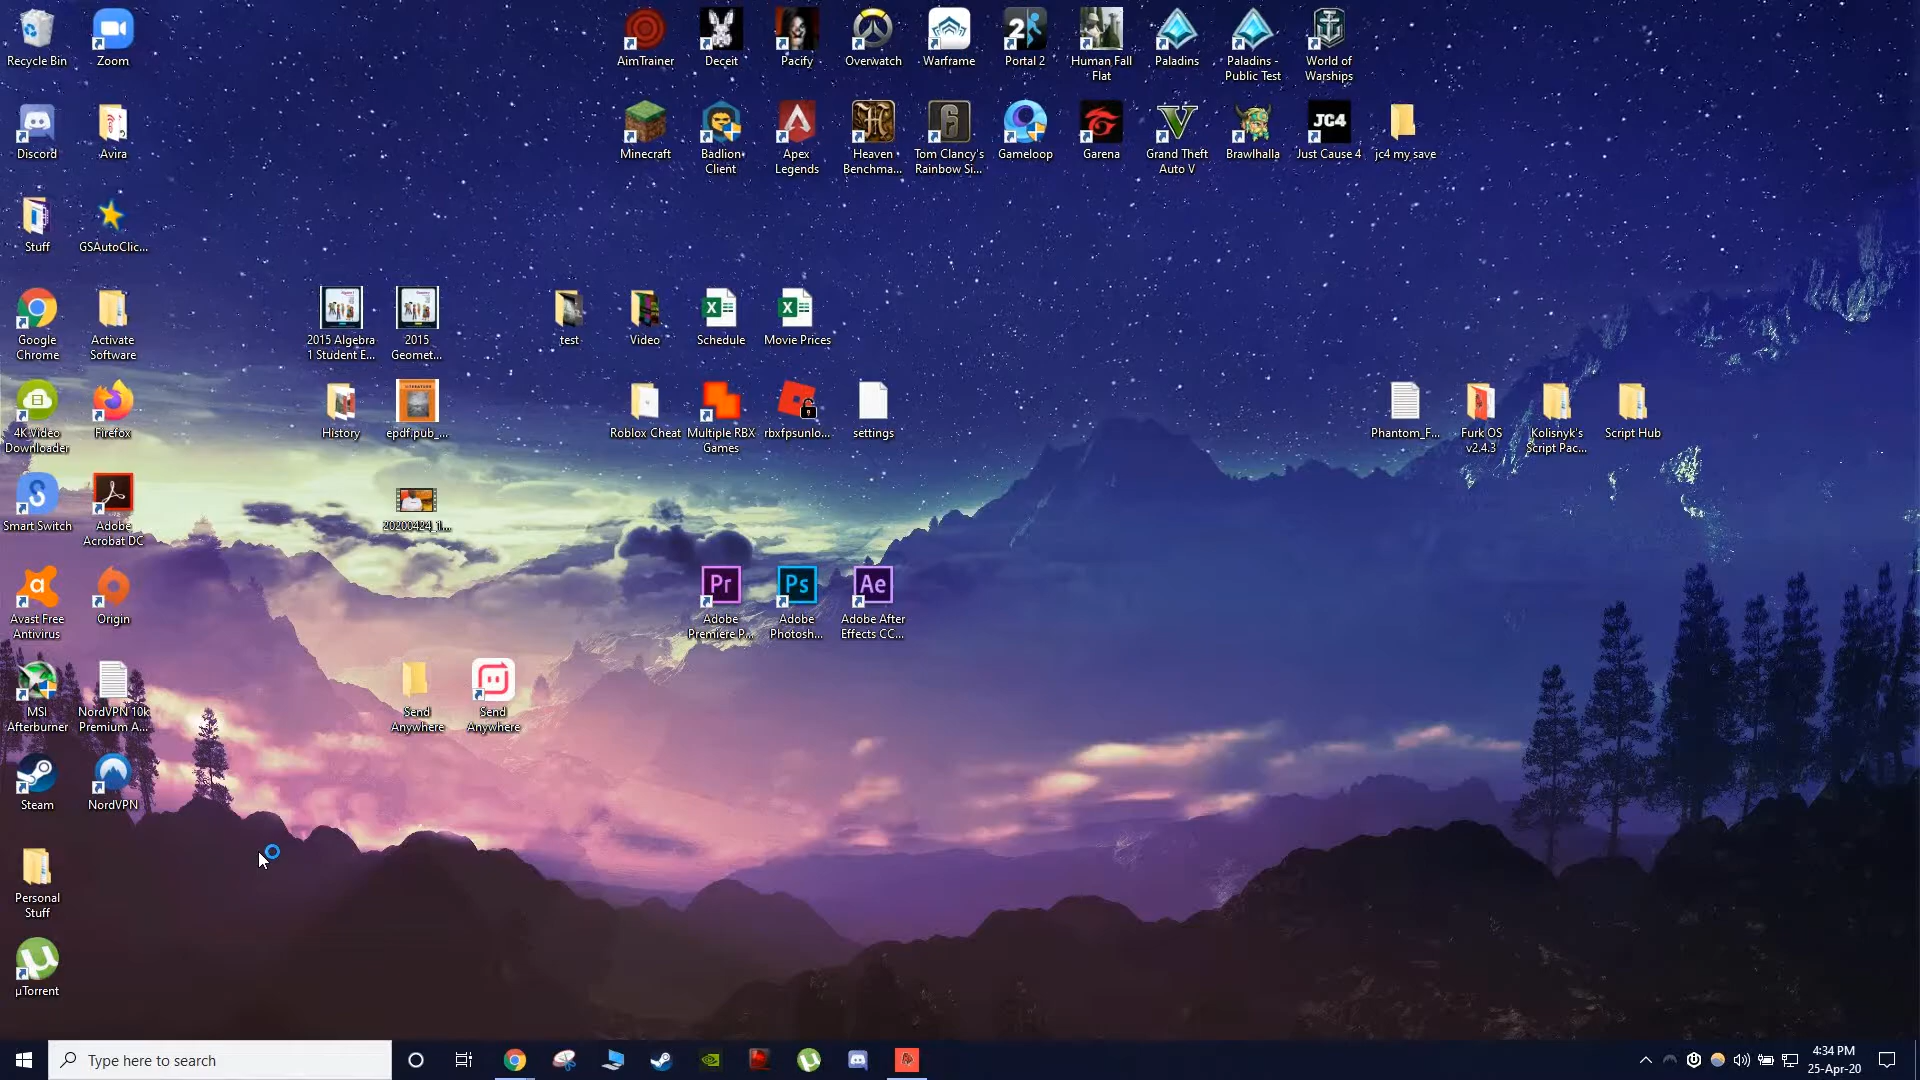 Recycle Bin
Zoom
AimTrainer
Deceit
Pacify
Overwatch
Warframe
Portal 2
Human Fall
Flat
Paladins
Paladins -
Public Test
World of
Warships
Discord
Avira
Minecraft
Badlion
Client
Apex
Legends
Heaven
Benchma...
Tom Clancy's
Rainbow Si...
Gameloop
Garena
Grand Theft
Auto V
Brawlhalla
JC4
Just Cause 4
jc4 my save
Stuff
GSAutoClic...
Google
Chrome
Activate
Software
2015 Algebra
1 Student E...
2015
Geomet...
test
Video
Schedule
Movie Prices
4K Video
Downloader
Firefox
History
epdf.pub_...
Roblox Cheat
Multiple RBX
Games
rbxfpsunlo...
settings
Phantom_F...
Furk OS
v2.4.3
Kolisnyk's
Script Pac...
Script Hub
Smart Switch
Adobe
Acrobat DC
20200424_1...
Avast Free
Antivirus
Origin
Pr
Adobe
Premiere P...
Ps
Adobe
Photosh...
Ae
Adobe After
Effects CC...
MSI
Afterburner
NordVPN 10k
Premium A...
Send
Anywhere
Send
Anywhere
Steam
NordVPN
Personal
Stuff
µTorrent
Type here to search
4:34 PM
25-Apr-20